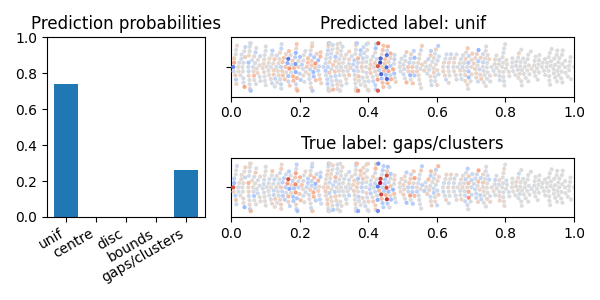 Prediction probabilities
1.0
0.8
0.6
0.4
0.2
0.0
unif
centre
disc
bounds
gaps/clusters
Predicted label: unif
0.0 0.2 0.4 0.6 0.8 1.0
True label: gaps/clusters
0.0 0.2 0.4 0.6 0.8 1.0